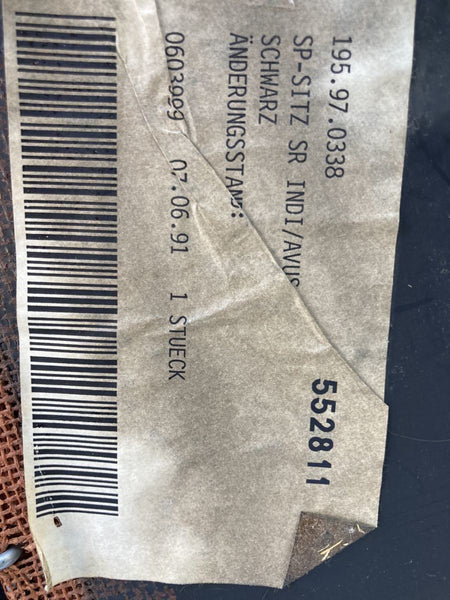 195.97.0338
SP-SITZ SR INDI/AVUS
SCHWARZ
ÄNDERUNGSSTAND:
0603999 07.06.91 1 STUECK
552811